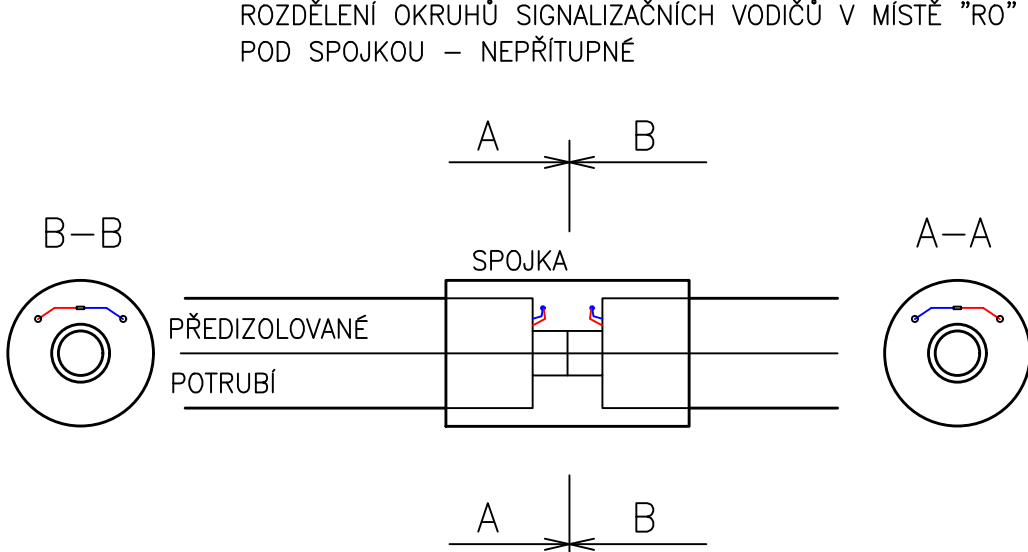 ROZDĚLENÍ OKRUHŮ SIGNALIZAČNÍCH VODIČŮ V MÍSTĚ "RO"
POD SPOJKOU – NEPŘÍTUPNÉ
A B
B–B
A–A
SPOJKA
PŘEDIZOLOVANÉ
POTRUBÍ
A B